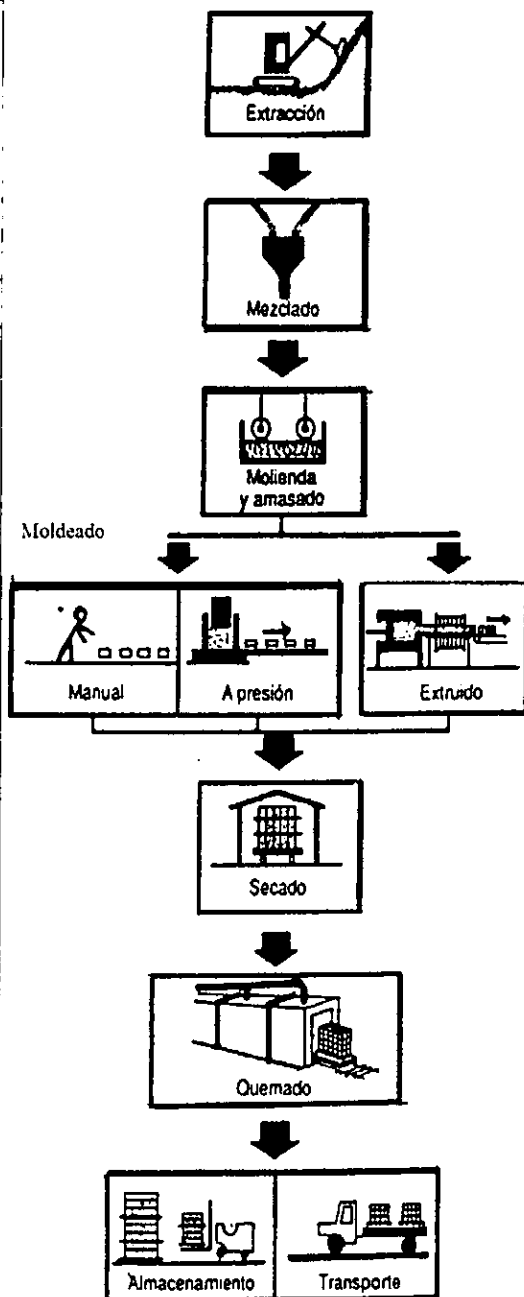 Extracción
Mezclado
Molienda
y amasado
Moldeado
Manual
A presión
Extruido
Secado
Quemado
Almacenamiento
Transporte